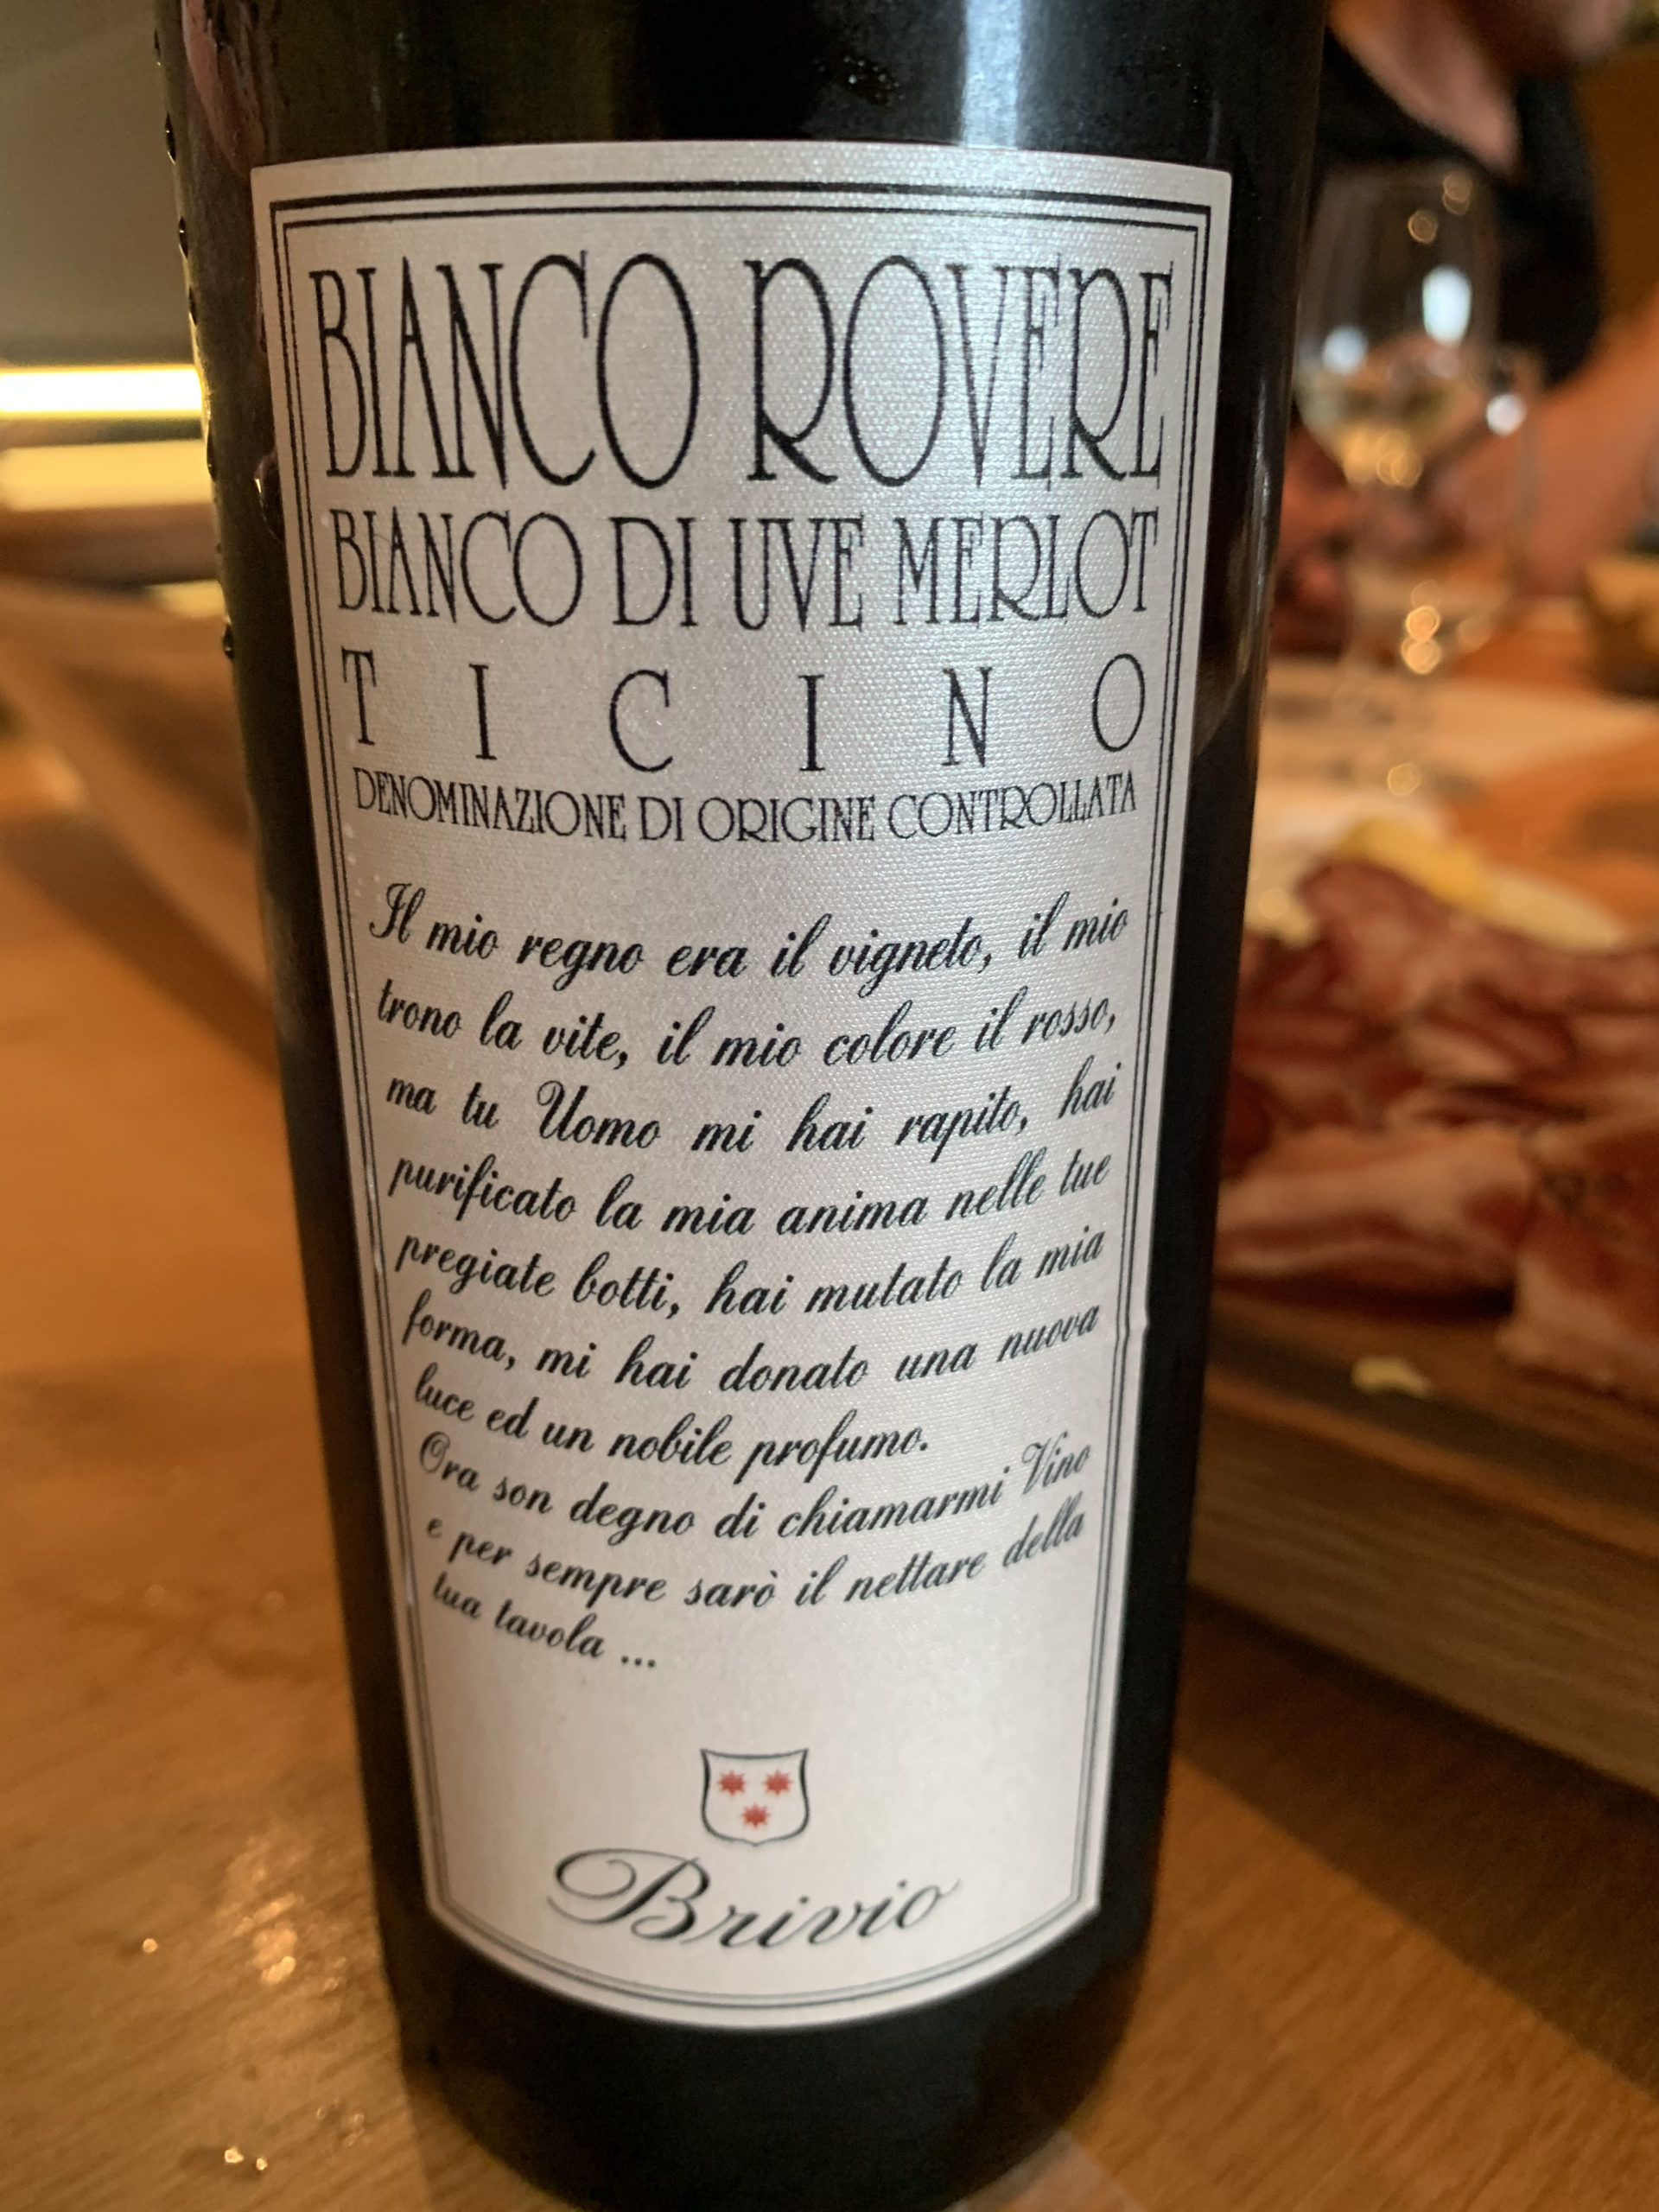 BIANCO ROVERE
BIANCO DI UVE MERLOT
TICINO
DENOMINAZIONE DI ORIGINE CONTROLLATA
Il mio regno era il vigneto, il mio
trono la vite, il mio colore il rosso,
ma tu Uomo mi hai rapito, hai
purificato la mia anima nelle tue
pregiate botti, hai mutato la mia
forma, mi hai donato una nuova
luce ed un nobile profumo.
Ora son degno di chiamarmi Vino
e per sempre sarò il nettare della
tua tavola ...
Brivio